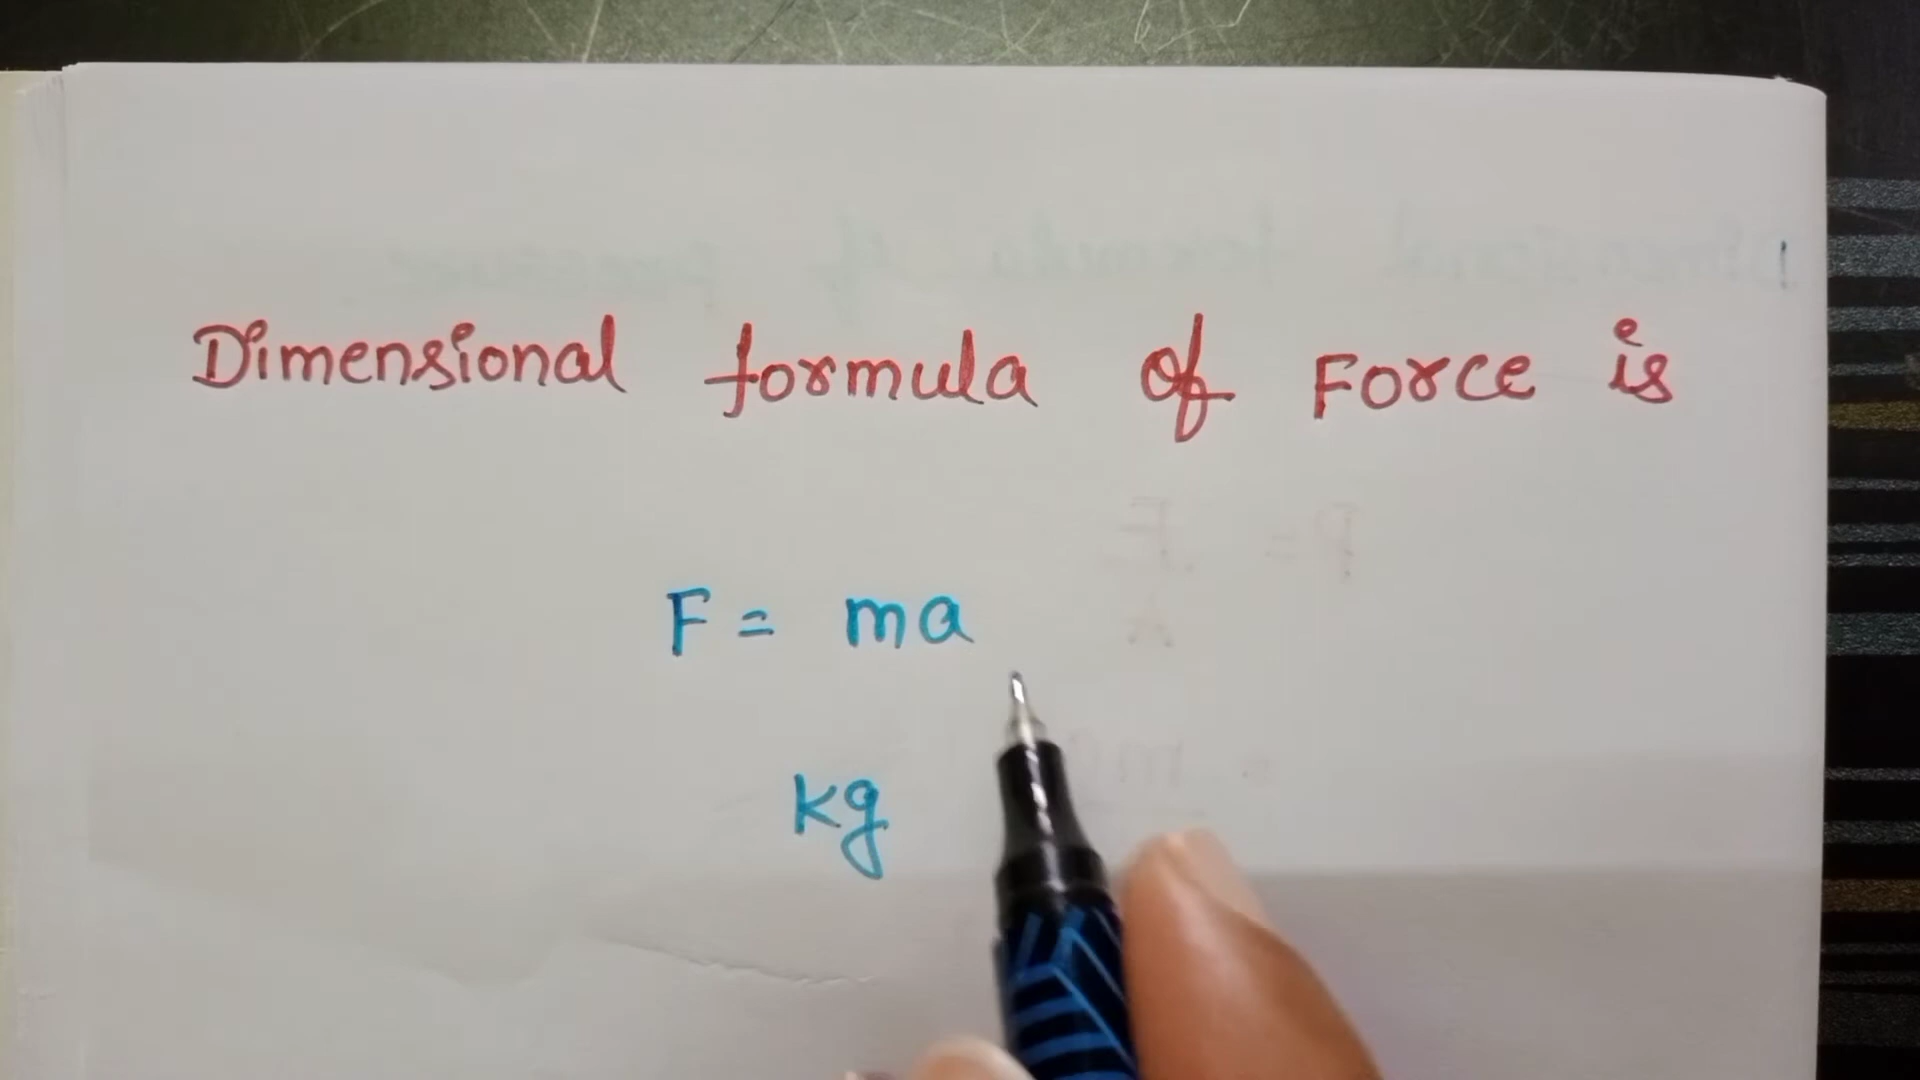 Dimensional formula of Force is
F = ma
kg